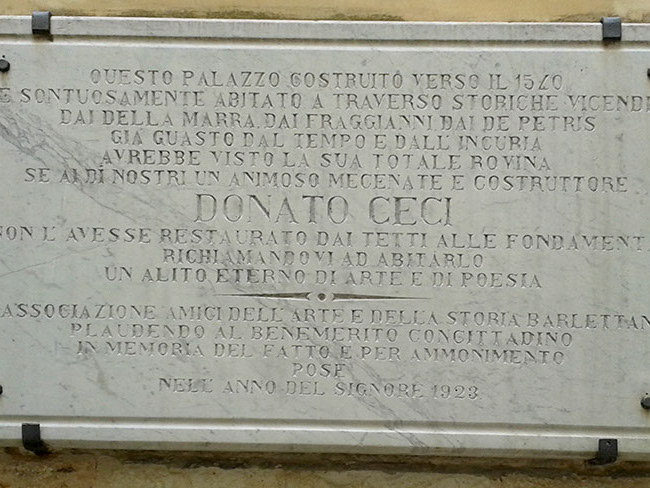 QUESTO PALAZZO COSTRUITO VERSO IL 1540
E SONTUOSAMENTE ABITATO A TRAVERSO STORICHE VICENDE
DAI DELLA MARRA, DAI FRAGGIANNI, DAI DE PETRIS
GIÀ GUASTO DAL TEMPO E DALL'INCURIA
AVREBBE VISTO LA SUA TOTALE ROVINA
SE AI DÌ NOSTRI UN ANIMOSO MECENATE E COSTRUTTORE
DONATO CECI
NON L'AVESSE RESTAURATO DAI TETTI ALLE FONDAMENT
RICHIAMANDOVI AD ABITARLO
UN ALITO ETERNO DI ARTE E DI POESIA
ASSOCIAZIONE AMICI DELL'ARTE E DELLA STORIA BARLETTAN
PLAUDENDO AL BENEMERITO CONCITTADINO
IN MEMORIA DEL FATTO E PER AMMONIMENTO
POSE
NELL'ANNO DEL SIGNORE 1923